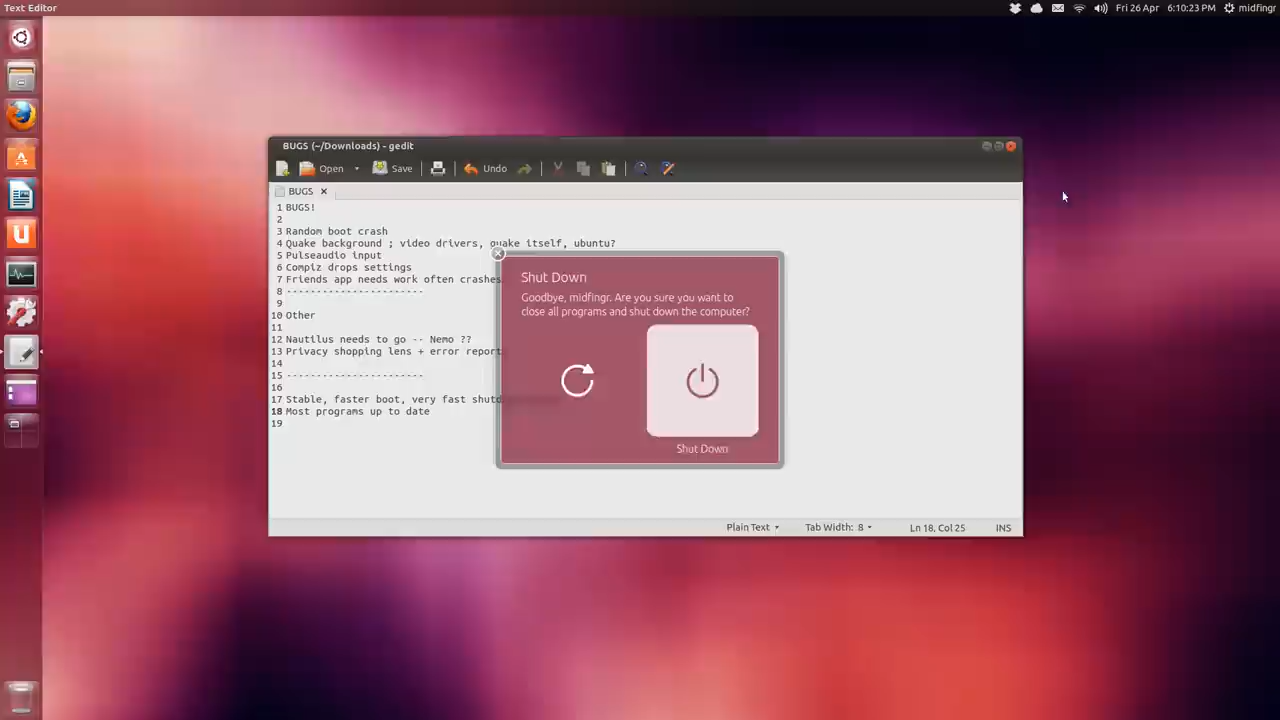 Text Editor
Fri 26 Apr 6:10:23 PM midfingr
BUGS (~/Downloads) - gedit
Open Save Undo
BUGS
1 BUGS!
2
3 Random boot crash
4 Quake background ; video drivers, quake itself, ubuntu?
5 Pulseaudio input
6 Compiz drops settings
7 Friends app needs work often crashes
8 -----------------------
9
10 Other
11
12 Nautilus needs to go -- Nemo ??
13 Privacy shopping lens + error reports
14
15 -----------------------
16
17 Stable, faster boot, very fast shutd
18 Most programs up to date
19
Shut Down
Goodbye, midfingr. Are you sure you want to
close all programs and shut down the computer?
Shut Down
Plain Text Tab Width: 8 Ln 18, Col 25 INS